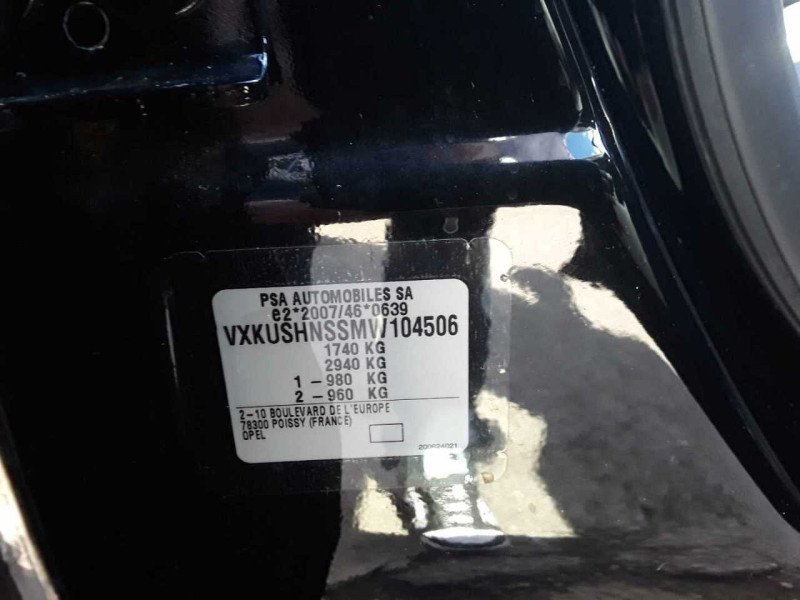 PSA AUTOMOBILES SA
e2*2007/46*0639
VXKUSHNSSMW104506
1740 KG
2940 KG
1 – 980 KG
2 – 960 KG
2–10 BOULEVARD DE L'EUROPE
78300 POISSY (FRANCE)
OPEL
200624021